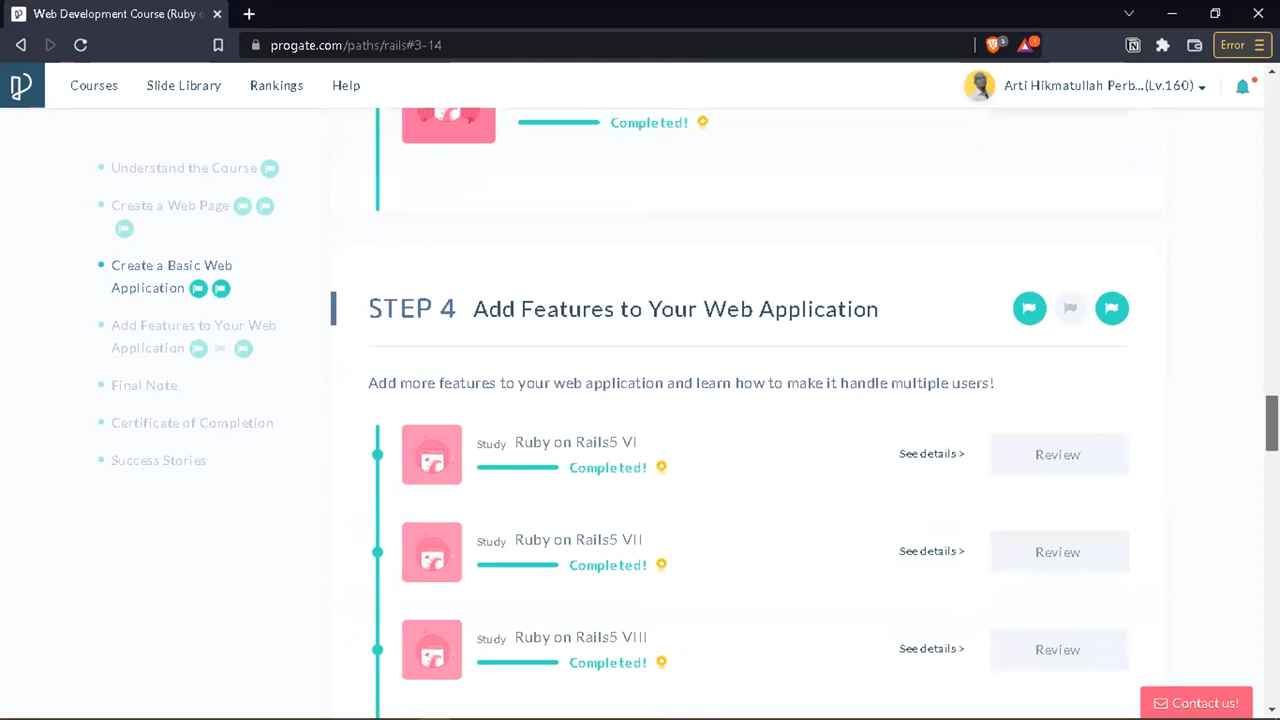 Web Development Course (Ruby o
progate.com/paths/rails#3-14
Error
Courses Slide Library Rankings Help
Arti Hikmatullah Perb...(Lv.160)
Completed!
Understand the Course
Create a Web Page
Create a Basic Web
Application
Add Features to Your Web
Application
Final Note
Certificate of Completion
Success Stories
STEP 4 Add Features to Your Web Application
Add more features to your web application and learn how to make it handle multiple users!
Study Ruby on Rails5 VI
Completed!
See details >
Review
Study Ruby on Rails5 VII
Completed!
See details >
Review
Study Ruby on Rails5 VIII
Completed!
See details >
Review
Contact us!